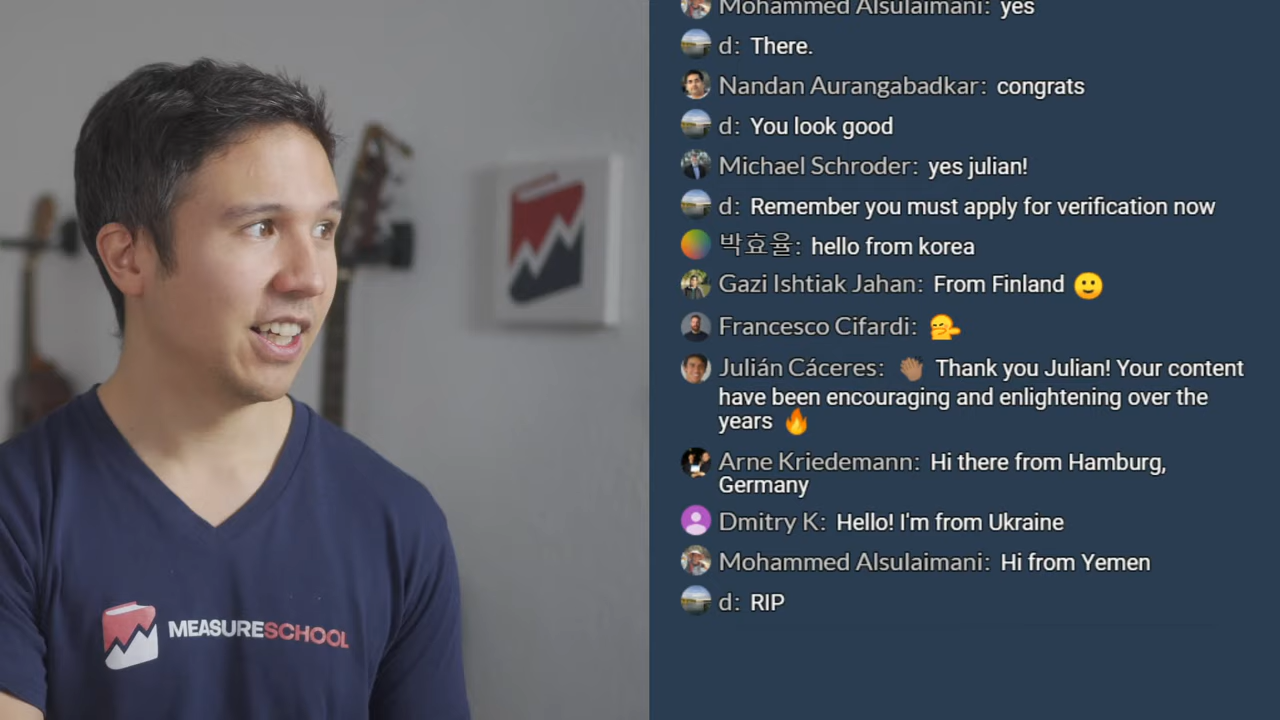 Mohammed Alsulaimani: yes
d: There.
Nandan Aurangabadkar: congrats
d: You look good
Michael Schroder: yes julian!
d: Remember you must apply for verification now
박효율: hello from korea
Gazi Ishtiak Jahan: From Finland 🙂
Francesco Cifardi: 🤧
Julián Cáceres: 👋🏽 Thank you Julian! Your content
have been encouraging and enlightening over the
years 🔥
Arne Kriedemann: Hi there from Hamburg,
Germany
Dmitry K: Hello! I'm from Ukraine
Mohammed Alsulaimani: Hi from Yemen
d: RIP
MEASURESCHOOL